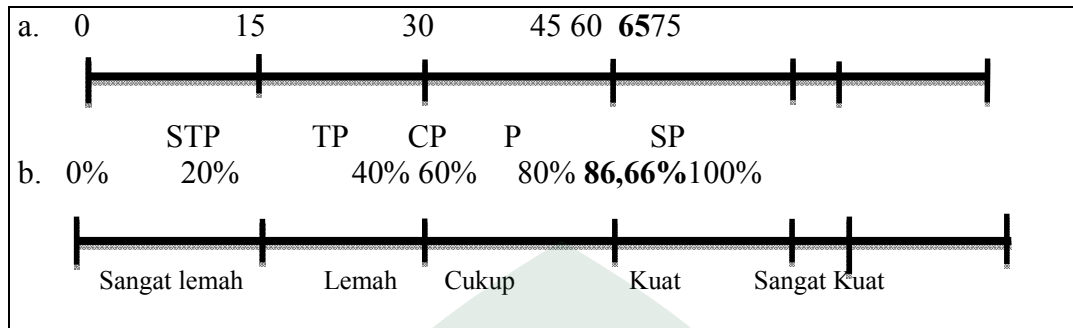 a. 0 15 30 45 60 6575
STP TP CP P SP
b. 0% 20% 40% 60% 80% 86,66%100%
Sangat lemah Lemah Cukup Kuat Sangat Kuat